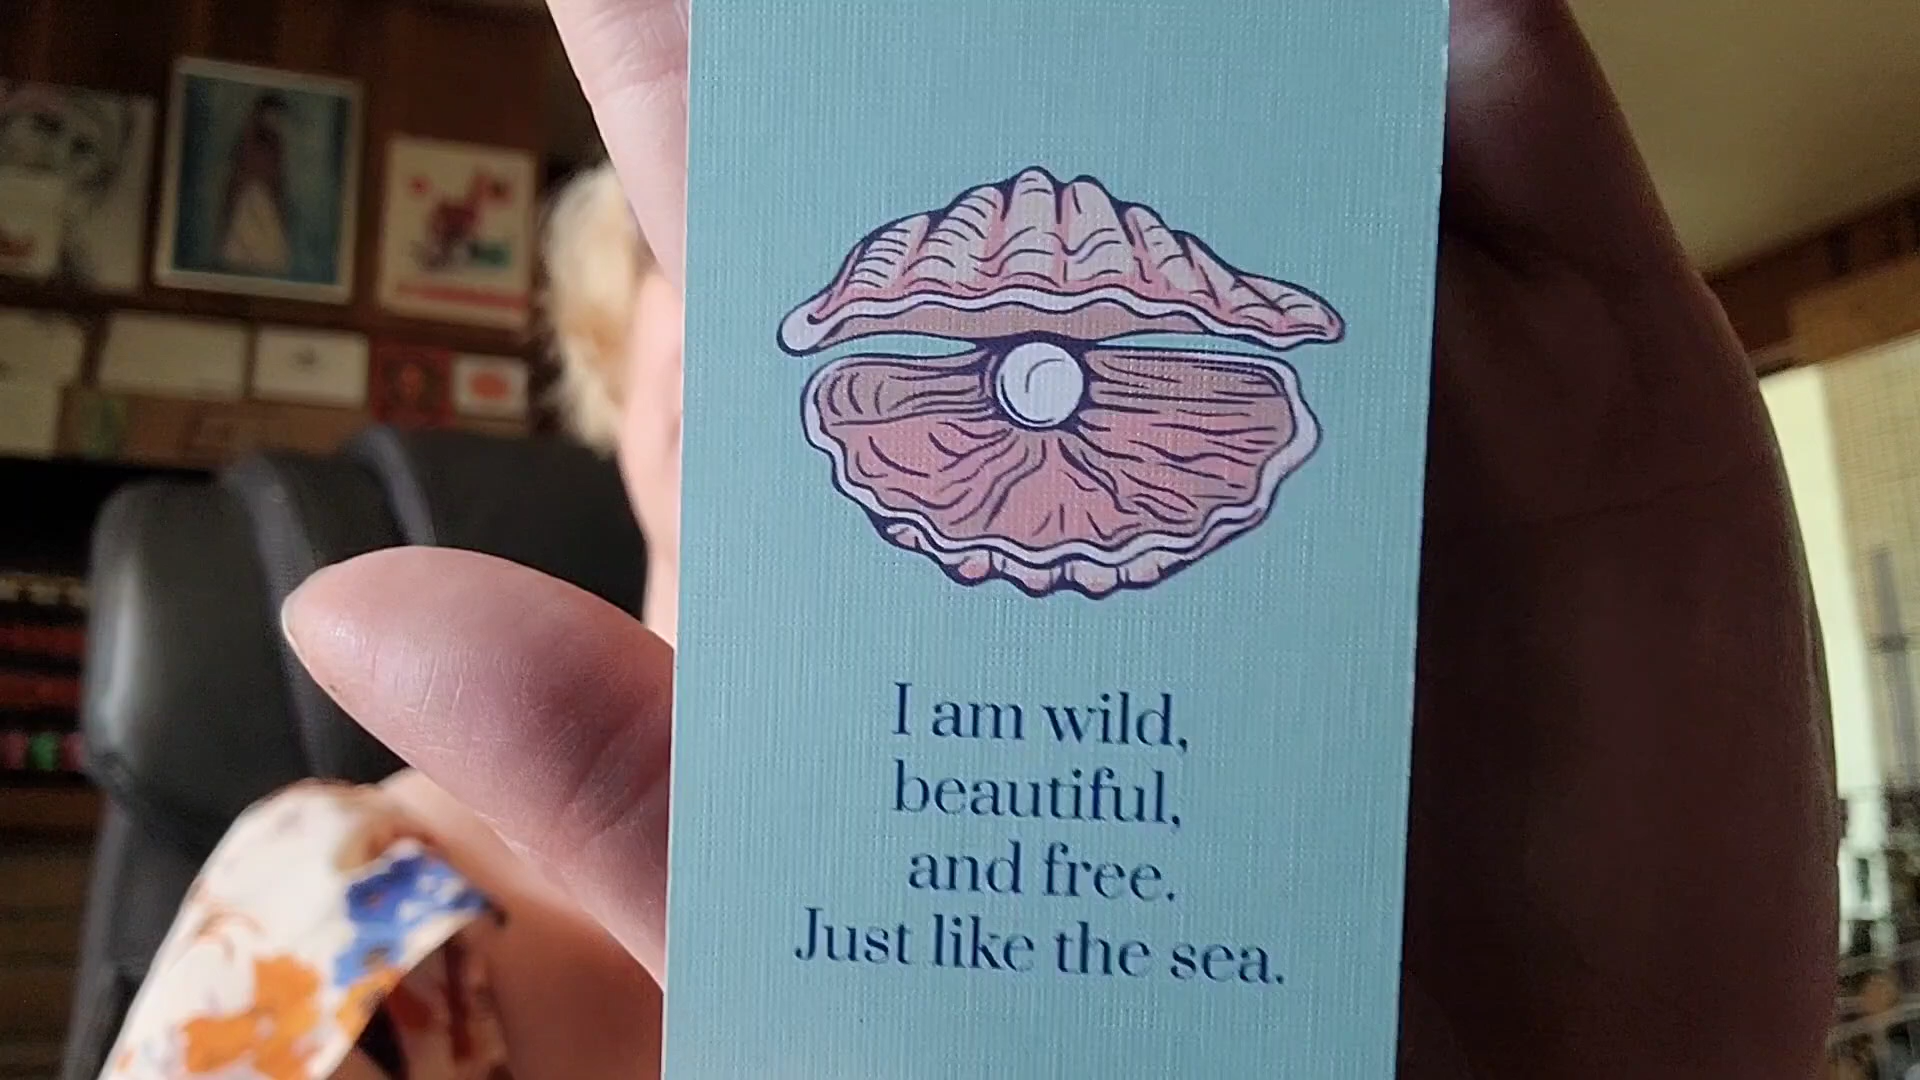 I am wild,
beautiful,
and free.
Just like the sea.